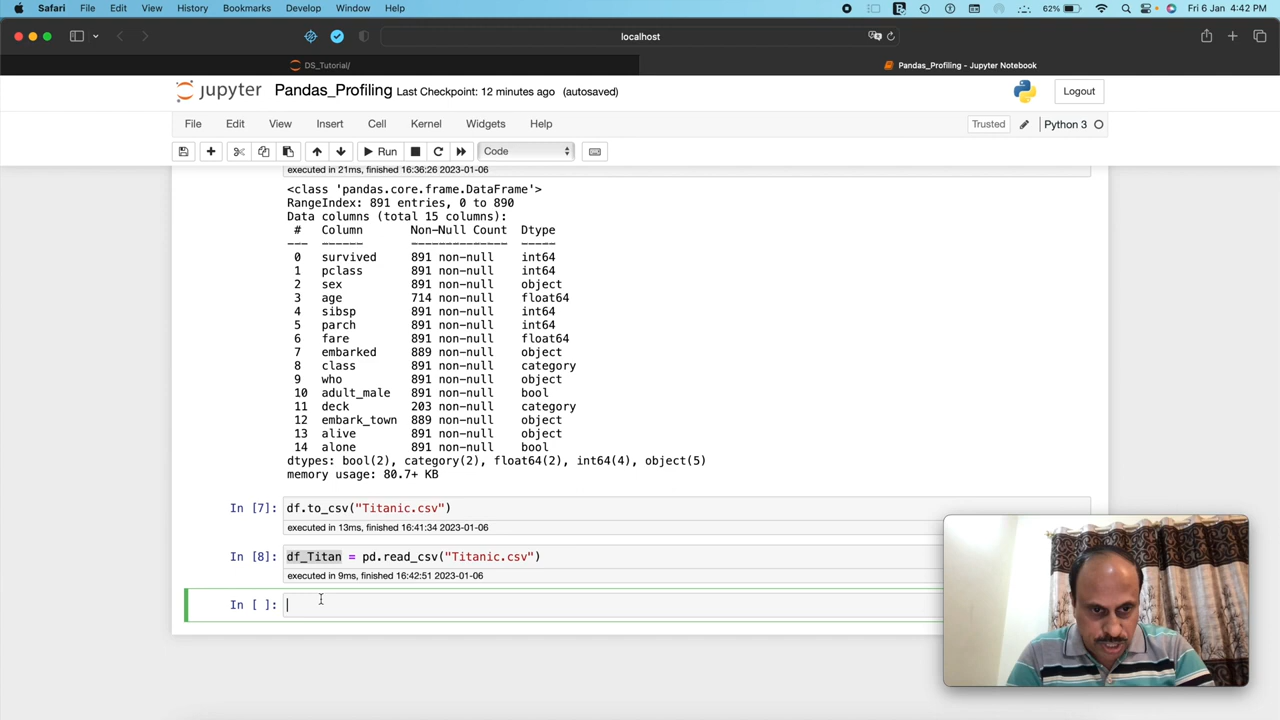 Safari File Edit View History Bookmarks Develop Window Help 62% Fri 6 Jan 4:42 PM
localhost
DS_Tutorial/ Pandas_Profiling - Jupyter Notebook
jupyter Pandas_Profiling Last Checkpoint: 12 minutes ago (autosaved) Logout
File Edit View Insert Cell Kernel Widgets Help Trusted Python 3
Run Code
executed in 21ms, finished 16:36:26 2023-01-06
<class 'pandas.core.frame.DataFrame'>
RangeIndex: 891 entries, 0 to 890
Data columns (total 15 columns):
# Column Non-Null Count Dtype
--- ------ -------------- -----
0 survived 891 non-null int64
1 pclass 891 non-null int64
2 sex 891 non-null object
3 age 714 non-null float64
4 sibsp 891 non-null int64
5 parch 891 non-null int64
6 fare 891 non-null float64
7 embarked 889 non-null object
8 class 891 non-null category
9 who 891 non-null object
10 adult_male 891 non-null bool
11 deck 203 non-null category
12 embark_town 889 non-null object
13 alive 891 non-null object
14 alone 891 non-null bool
dtypes: bool(2), category(2), float64(2), int64(4), object(5)
memory usage: 80.7+ KB
In [7]: df.to_csv("Titanic.csv")
executed in 13ms, finished 16:41:34 2023-01-06
In [8]: df_Titan = pd.read_csv("Titanic.csv")
executed in 9ms, finished 16:42:51 2023-01-06
In [ ]: